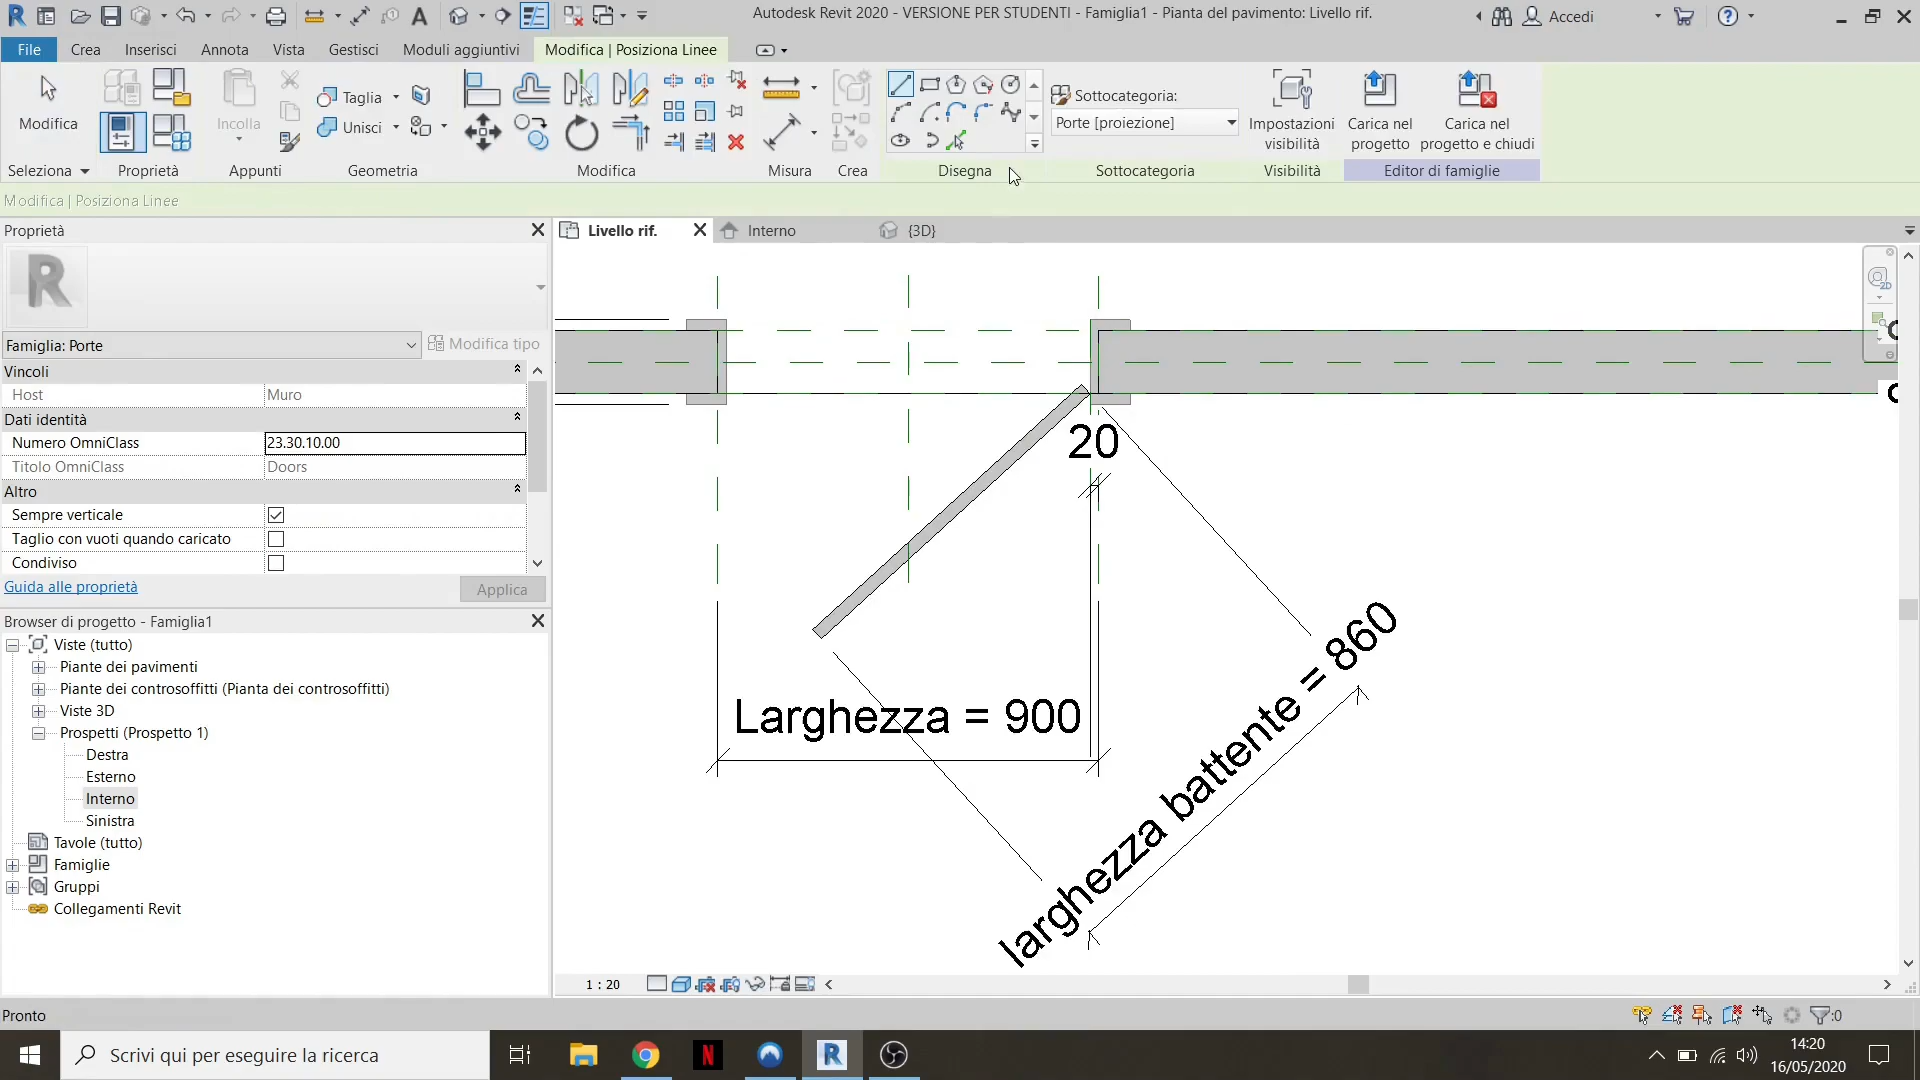 Autodesk Revit 2020 - VERSIONE PER STUDENTI - Famiglia1 - Pianta del pavimento: Livello rif.
Accedi
File
Crea
Inserisci
Annota
Vista
Gestisci
Moduli aggiuntivi
Modifica | Posiziona Linee
Modifica
Incolla
Taglia
Unisci
Sottocategoria:
Porte [proiezione]
Impostazioni visibilità
Carica nel progetto
Carica nel progetto e chiudi
Seleziona
Proprietà
Appunti
Geometria
Modifica
Misura
Crea
Disegna
Sottocategoria
Visibilità
Editor di famiglie
Modifica | Posiziona Linee
Proprietà
Livello rif.
Interno
{3D}
R
Famiglia: Porte
Modifica tipo
Vincoli
Host
Muro
Dati identità
Numero OmniClass
23.30.10.00
Titolo OmniClass
Doors
Altro
Sempre verticale
Taglio con vuoti quando caricato
Condiviso
Guida alle proprietà
Applica
Browser di progetto - Famiglia1
Viste (tutto)
Piante dei pavimenti
Piante dei controsoffitti (Pianta dei controsoffitti)
Viste 3D
Prospetti (Prospetto 1)
Destra
Esterno
Interno
Sinistra
Tavole (tutto)
Famiglie
Gruppi
Collegamenti Revit
2D
20
Larghezza = 900
larghezza battente = 860
1 : 20
Pronto
:0
Scrivi qui per eseguire la ricerca
14:20
16/05/2020